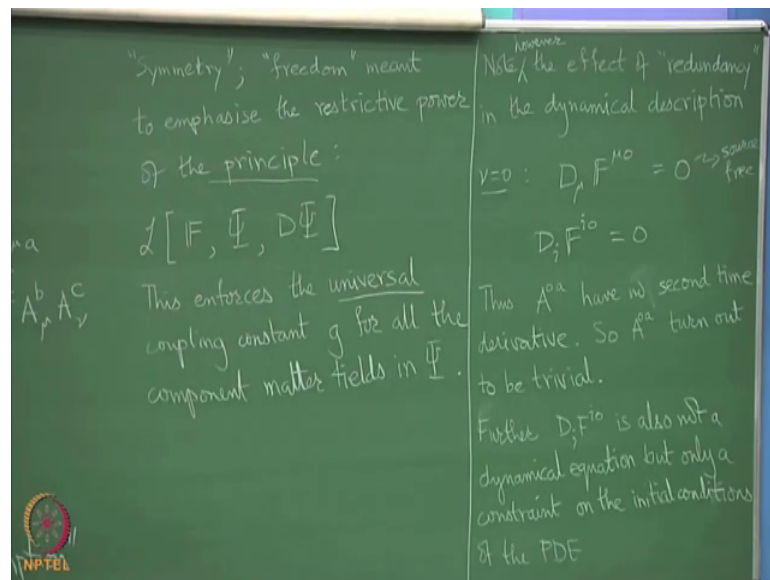 "Symmetry"; "freedom" meant
to emphasise the restrictive power
of the principle :
ℒ[𝔽, Ψ, DΨ]
This enforces the universal
coupling constant g for all the
component matter fields in Ψ.
A_μ^b A_ν^c
however
Note, the effect of "redundancy"
in the dynamical description
ν=0 : D_μ F^{μ0} = 0 → source
free
D_i F^{i0} = 0
Thus A^{0a} have no second time
derivative. So A^{0a} turn out
to be trivial.
Further D_i F^{i0} is also not a
dynamical equation but only a
constraint on the initial conditions
of the PDE
NPTEL